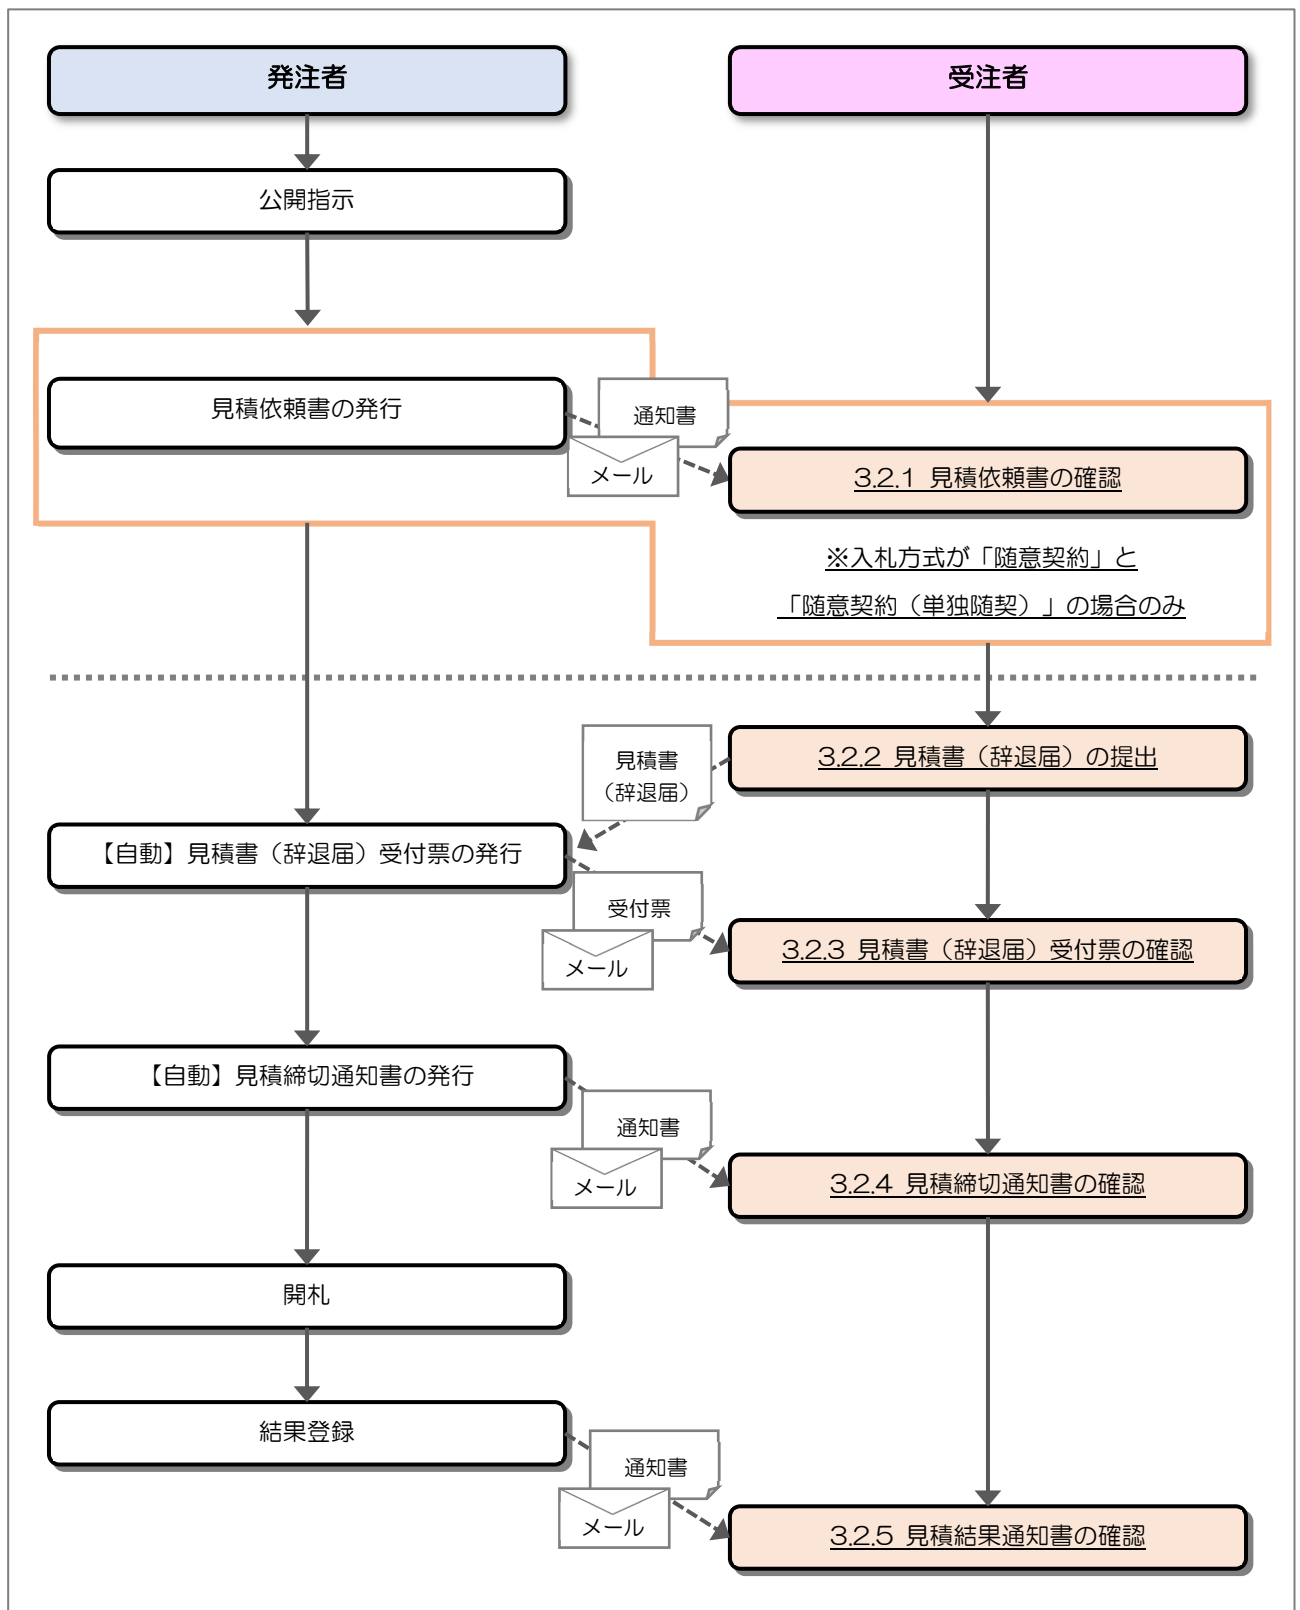 発注者
受注者
公開指示
見積依頼書の発行
通知書
メール
3.2.1 見積依頼書の確認
※入札方式が「随意契約」と
「随意契約（単独随契）」の場合のみ
3.2.2 見積書（辞退届）の提出
見積書
（辞退届）
【自動】見積書（辞退届）受付票の発行
受付票
メール
3.2.3 見積書（辞退届）受付票の確認
【自動】見積締切通知書の発行
通知書
メール
3.2.4 見積締切通知書の確認
開札
結果登録
通知書
メール
3.2.5 見積結果通知書の確認